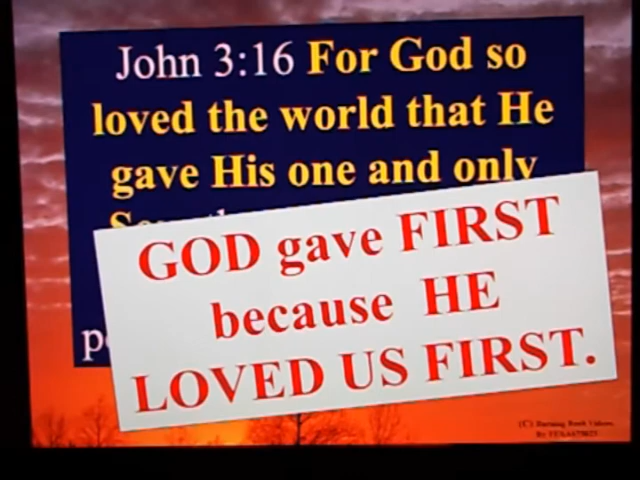 John 3:16 For God so
loved the world that He
gave His one and only
GOD gave FIRST
because HE
LOVED US FIRST.